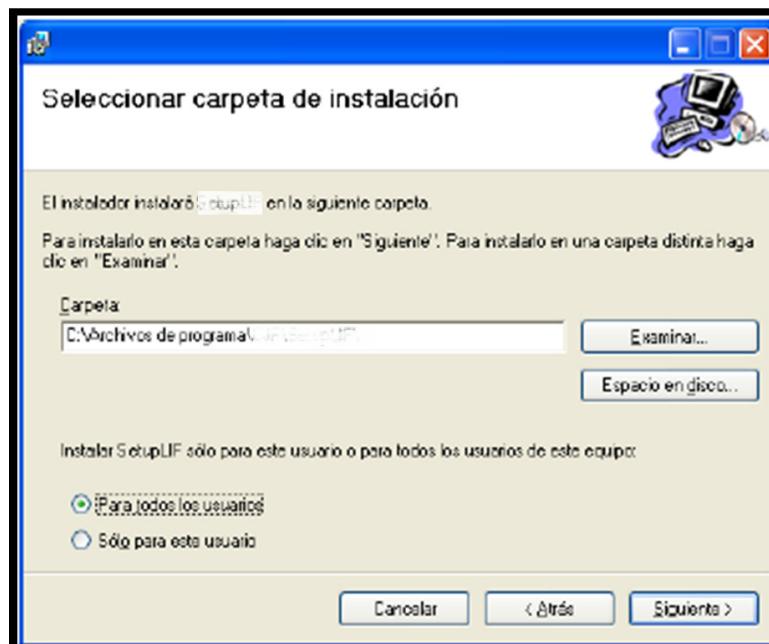 Seleccionar carpeta de instalación
El instalador instalará SetupLIF en la siguiente carpeta.
Para instalarlo en esta carpeta haga clic en "Siguiente". Para instalarlo en una carpeta distinta haga
clic en "Examinar".
Carpeta:
C:\Archivos de programa\
Examinar...
Espacio en disco...
Instalar SetupLIF sólo para este usuario o para todos los usuarios de este equipo:
Para todos los usuarios
Sólo para este usuario
Cancelar
< Atrás
Siguiente >